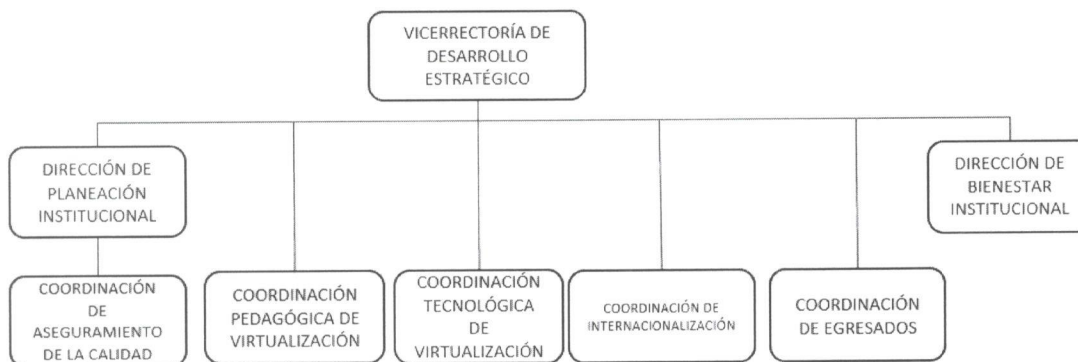 VICERRECTORÍA DE
DESARROLLO
ESTRATÉGICO
DIRECCIÓN DE
PLANEACIÓN
INSTITUCIONAL
DIRECCIÓN DE
BIENESTAR
INSTITUCIONAL
COORDINACIÓN
DE
ASEGURAMIENTO
DE LA CALIDAD
COORDINACIÓN
PEDAGÓGICA DE
VIRTUALIZACIÓN
COORDINACIÓN
TECNOLÓGICA
DE
VIRTUALIZACIÓN
COORDINACIÓN DE
INTERNACIONALIZACIÓN
COORDINACIÓN
DE EGRESADOS